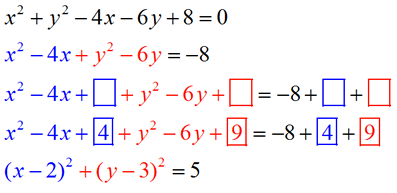 x² + y² − 4x − 6y + 8 = 0
x² − 4x + y² − 6y = −8
x² − 4x + □ + y² − 6y + □ = −8 + □ + □
x² − 4x + 4 + y² − 6y + 9 = −8 + 4 + 9
(x − 2)² + (y − 3)² = 5